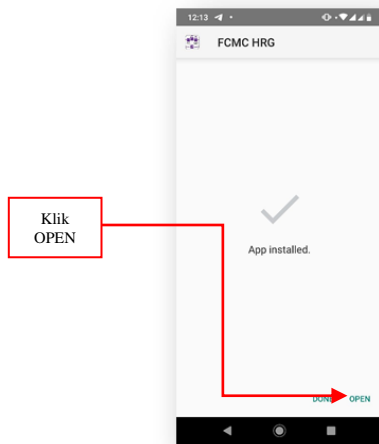 12:13
FCMC HRG
Klik
OPEN
App installed.
DONE OPEN